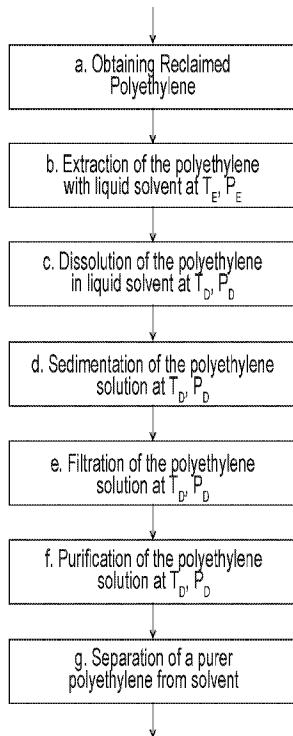 a. Obtaining Reclaimed
Polyethylene
b. Extraction of the polyethylene
with liquid solvent at T_E, P_E
c. Dissolution of the polyethylene
in liquid solvent at T_D, P_D
d. Sedimentation of the polyethylene
solution at T_D, P_D
e. Filtration of the polyethylene
solution at T_D, P_D
f. Purification of the polyethylene
solution at T_D, P_D
g. Separation of a purer
polyethylene from solvent